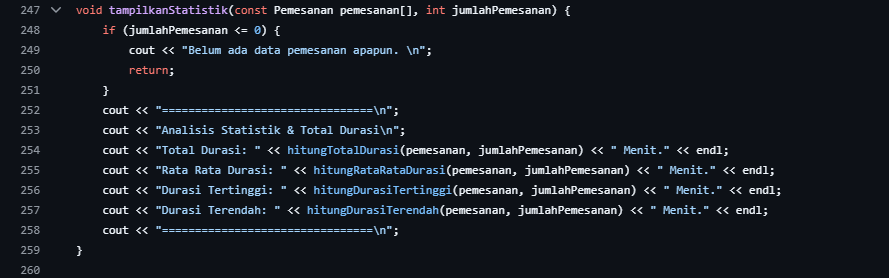 247 void tampilkanStatistik(const Pemesanan pemesanan[], int jumlahPemesanan) {
248     if (jumlahPemesanan <= 0) {
249         cout << "Belum ada data pemesanan apapun. \n";
250         return;
251     }
252     cout << "================================\n";
253     cout << "Analisis Statistik & Total Durasi\n";
254     cout << "Total Durasi: " << hitungTotalDurasi(pemesanan, jumlahPemesanan) << " Menit." << endl;
255     cout << "Rata Rata Durasi: " << hitungRataRataDurasi(pemesanan, jumlahPemesanan) << " Menit." << endl;
256     cout << "Durasi Tertinggi: " << hitungDurasiTertinggi(pemesanan, jumlahPemesanan) << " Menit." << endl;
257     cout << "Durasi Terendah: " << hitungDurasiTerendah(pemesanan, jumlahPemesanan) << " Menit." << endl;
258     cout << "================================\n";
259 }
260